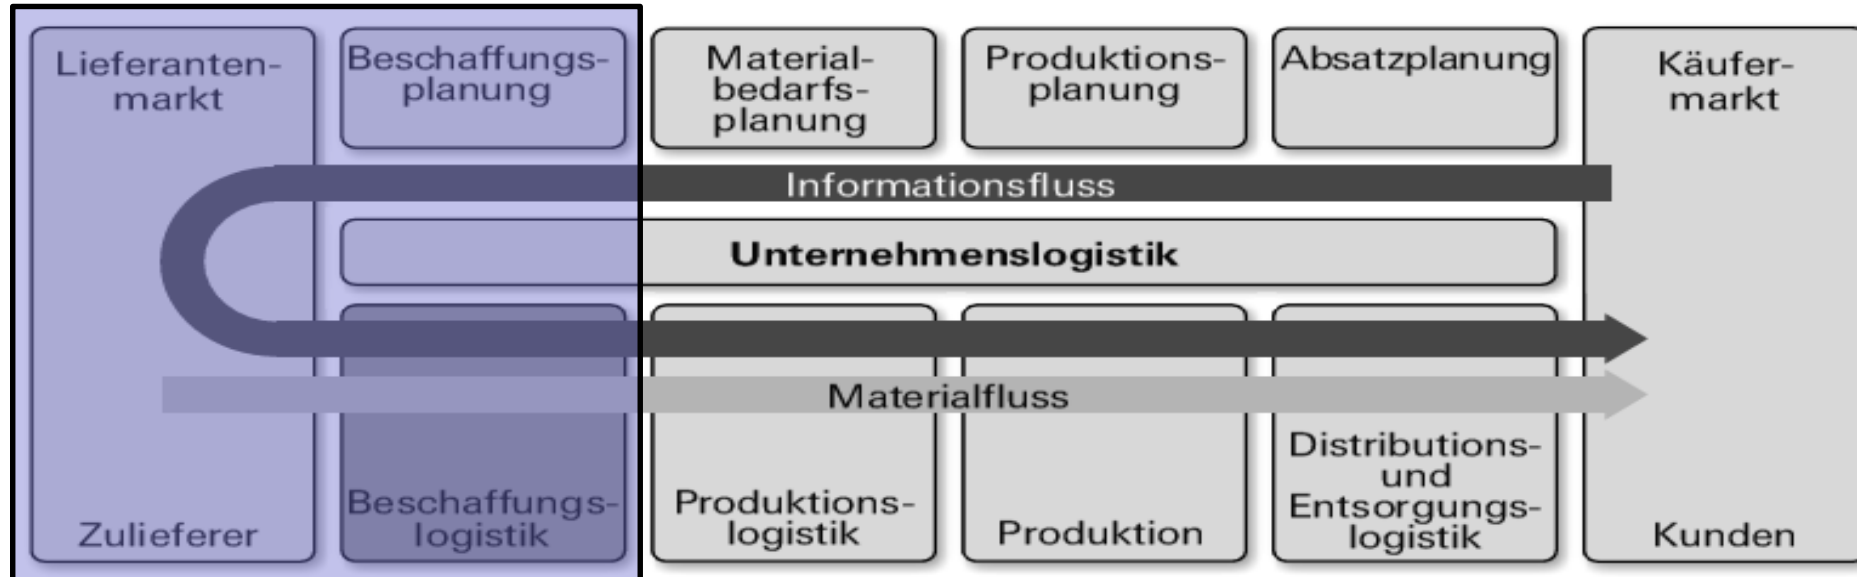 Lieferanten-
markt
Beschaffungs-
planung
Material-
bedarfs-
planung
Produktions-
planung
Absatzplanung
Käufer-
markt
Informationsfluss
Unternehmenslogistik
Materialfluss
Zulieferer
Beschaffungs-
logistik
Produktions-
logistik
Produktion
Distributions-
und
Entsorgungs-
logistik
Kunden